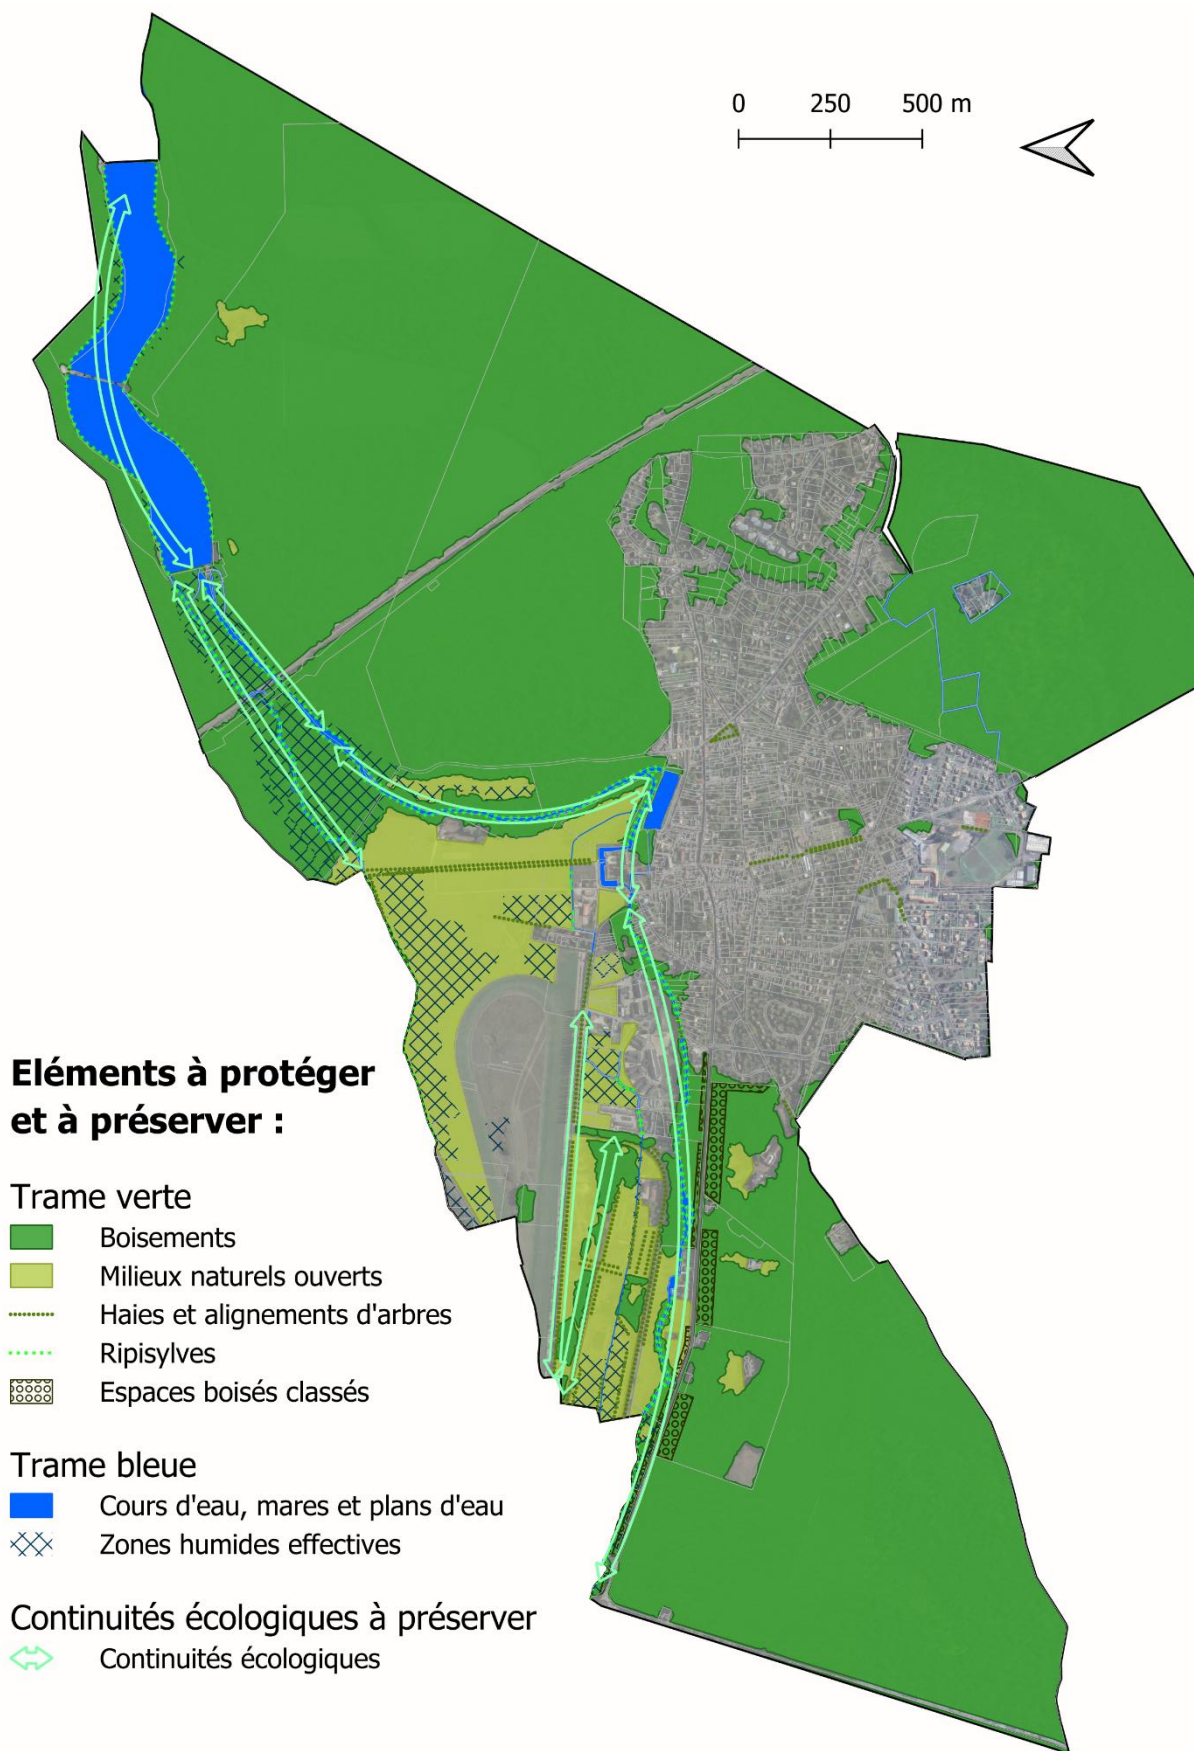 0 250 500 m
Eléments à protéger
et à préserver :
Trame verte
Boisements
Milieux naturels ouverts
Haies et alignements d'arbres
Ripisylves
Espaces boisés classés
Trame bleue
Cours d'eau, mares et plans d'eau
Zones humides effectives
Continuités écologiques à préserver
Continuités écologiques